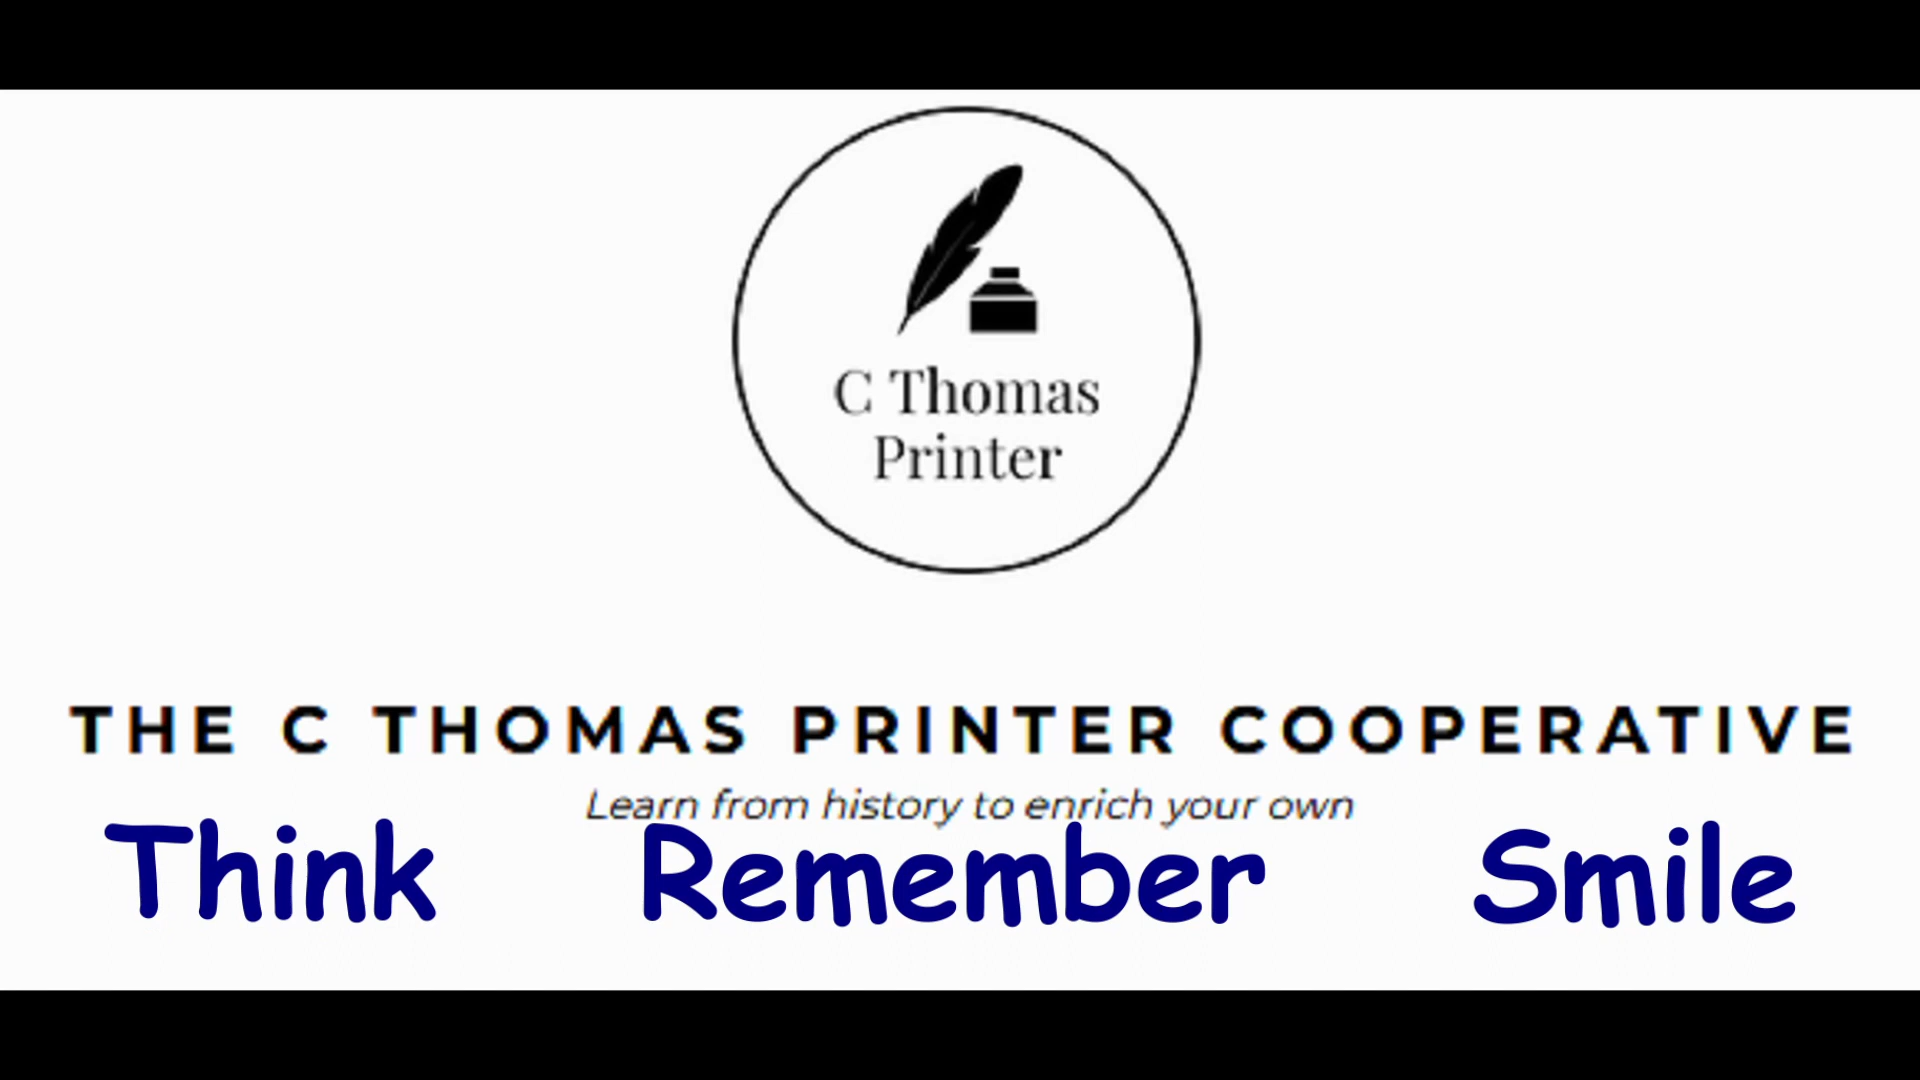 C Thomas
Printer
THE C THOMAS PRINTER COOPERATIVE
Learn from history to enrich your own
Think Remember Smile